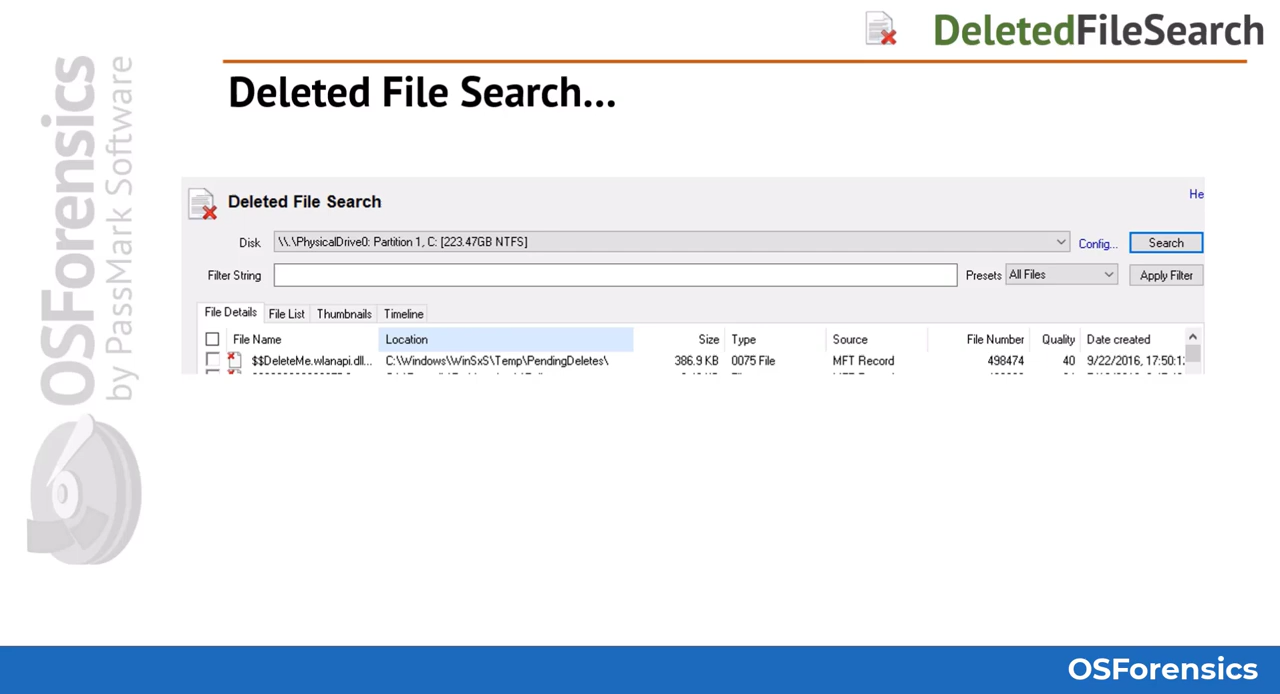 DeletedFileSearch
Deleted File Search...
OSForensics
by PassMark Software
Deleted File Search
He
Disk \\.\PhysicalDrive0: Partition 1, C: [223.47GB NTFS] Config... Search
Filter String Presets All Files Apply Filter
File Details File List Thumbnails Timeline
File Name Location Size Type Source File Number Quality Date created
$$DeleteMe.wlanapi.dll... C:\Windows\WinSxS\Temp\PendingDeletes\ 386.9 KB 0075 File MFT Record 498474 40 9/22/2016, 17:50:1
OSForensics